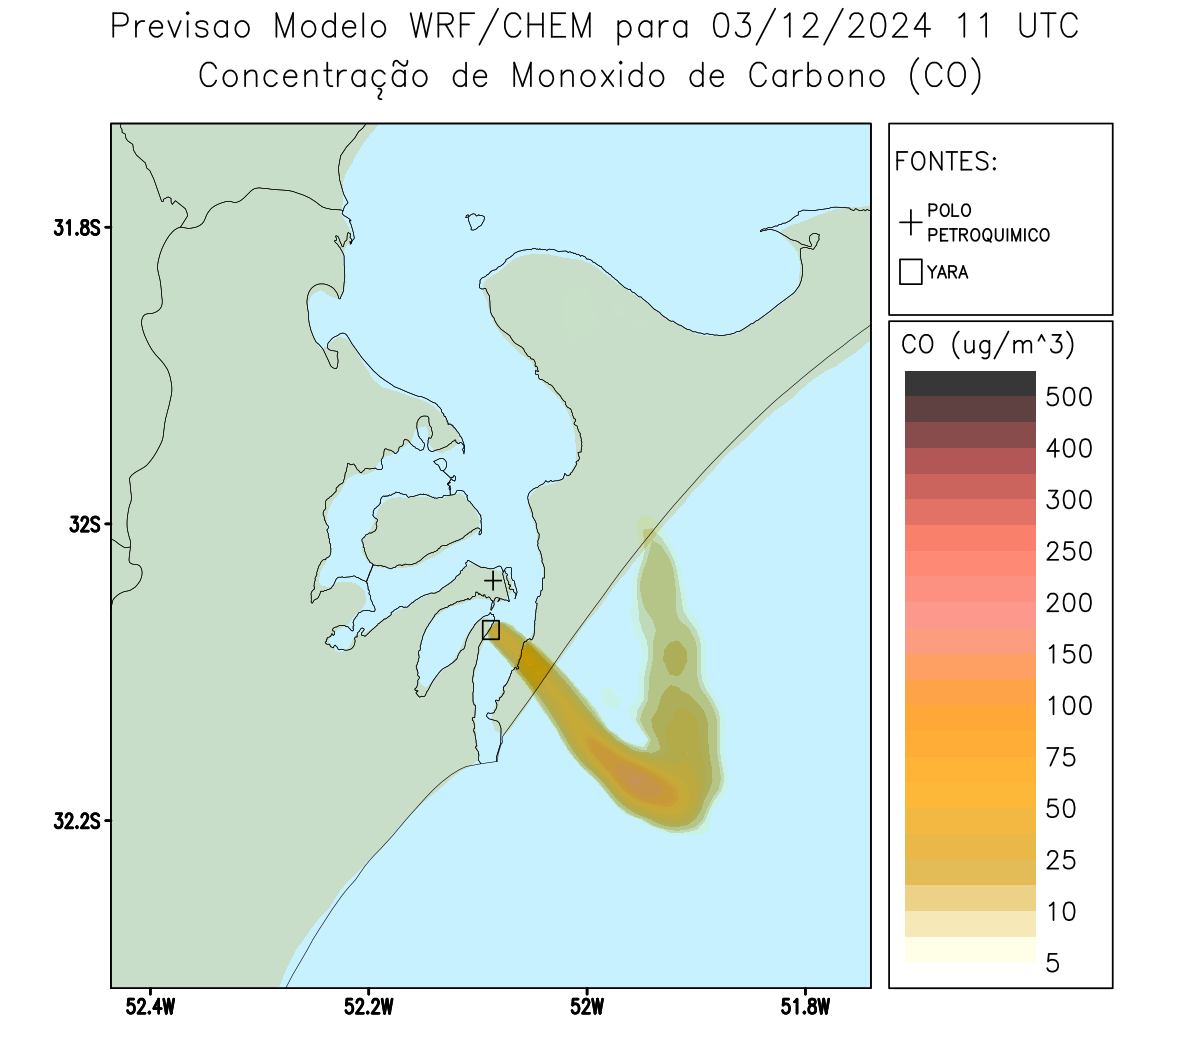 Previsao Modelo WRF/CHEM para 03/12/2024 11 UTC
Concentração de Monoxido de Carbono (CO)
FONTES:
POLO
PETROQUIMICO
YARA
CO (ug/m^3)
500
400
300
250
200
150
100
75
50
25
10
5
31.8S
32S
32.2S
52.4W
52.2W
52W
51.8W